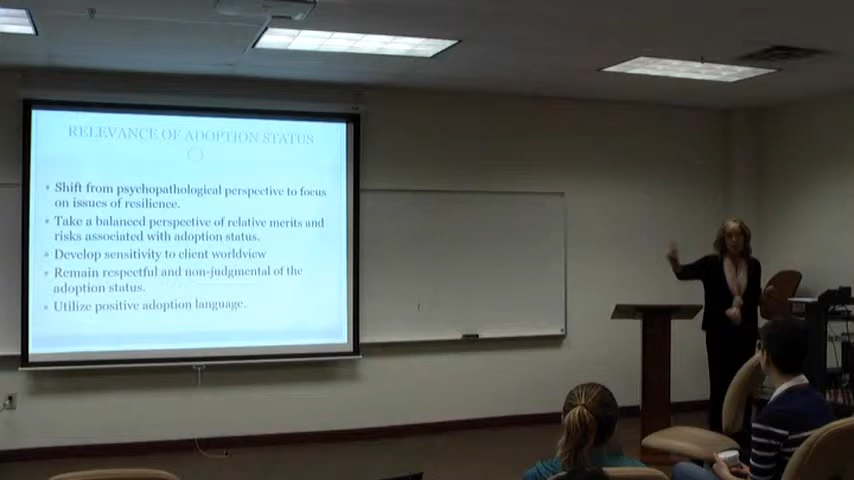 RELEVANCE OF ADOPTION STATUS
Shift from psychopathological perspective to focus
on issues of resilience.
Take a balanced perspective of relative merits and
risks associated with adoption status.
Develop sensitivity to client worldview
Remain respectful and non-judgmental of the
adoption status.
Utilize positive adoption language.